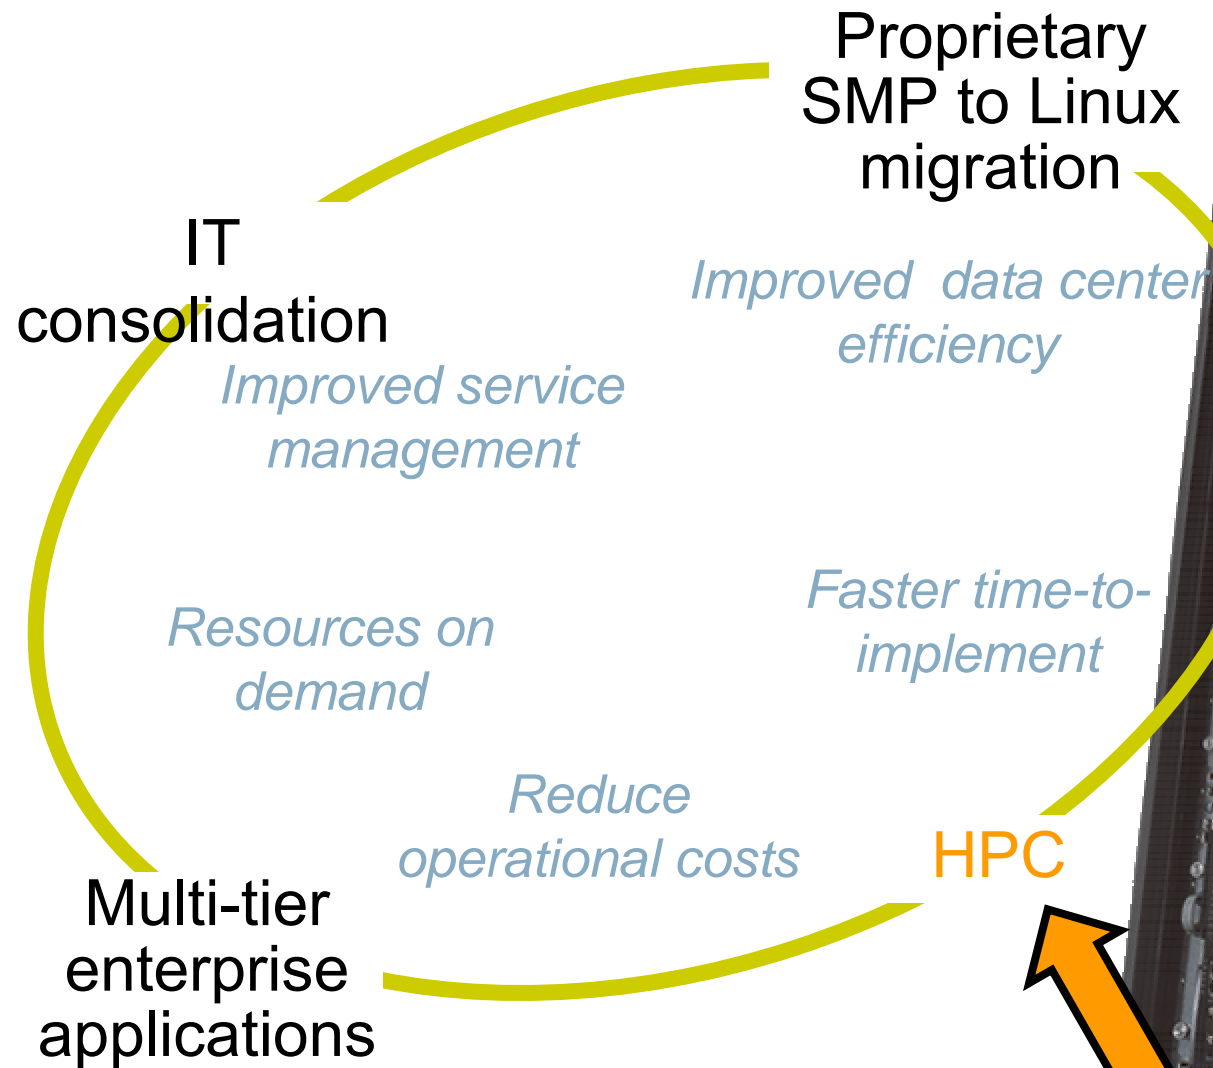 Proprietary
SMP to Linux
migration
IT
consolidation
Improved  data center
efficiency
Improved service
management
Faster time-to-
implement
Resources on
demand
Reduce
operational costs
HPC
Multi-tier
enterprise
applications